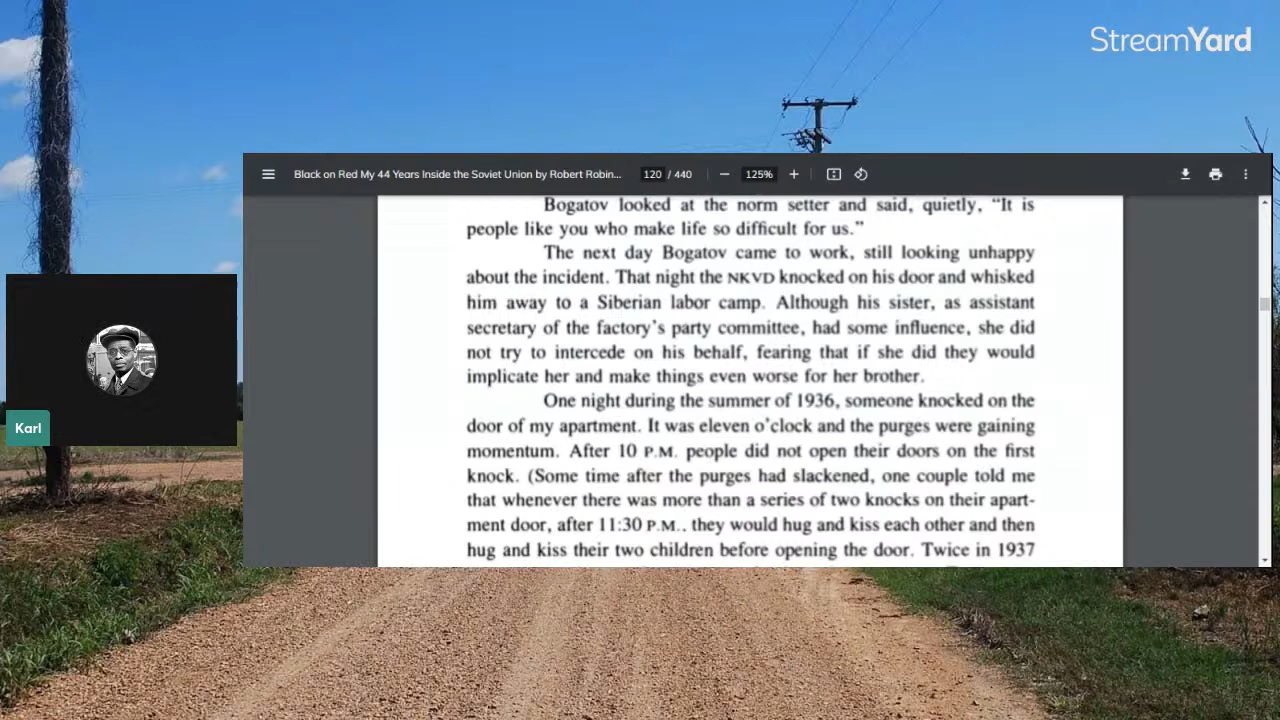 StreamYard
Black on Red My 44 Years Inside the Soviet Union by Robert Robin... 120 / 440 125%
Bogatov looked at the norm setter and said, quietly, “It is
people like you who make life so difficult for us.”
The next day Bogatov came to work, still looking unhappy
about the incident. That night the NKVD knocked on his door and whisked
him away to a Siberian labor camp. Although his sister, as assistant
secretary of the factory’s party committee, had some influence, she did
not try to intercede on his behalf, fearing that if she did they would
implicate her and make things even worse for her brother.
One night during the summer of 1936, someone knocked on the
door of my apartment. It was eleven o’clock and the purges were gaining
momentum. After 10 P.M. people did not open their doors on the first
knock. (Some time after the purges had slackened, one couple told me
that whenever there was more than a series of two knocks on their apart-
ment door, after 11:30 P.M., they would hug and kiss each other and then
hug and kiss their two children before opening the door. Twice in 1937
Karl